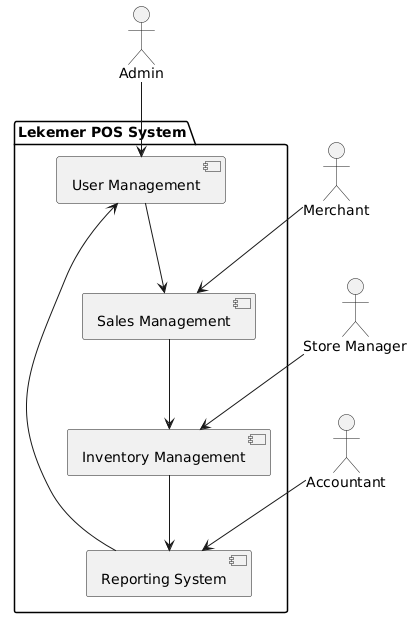 Admin
Lekemer POS System
User Management
Merchant
Sales Management
Store Manager
Inventory Management
Accountant
Reporting System